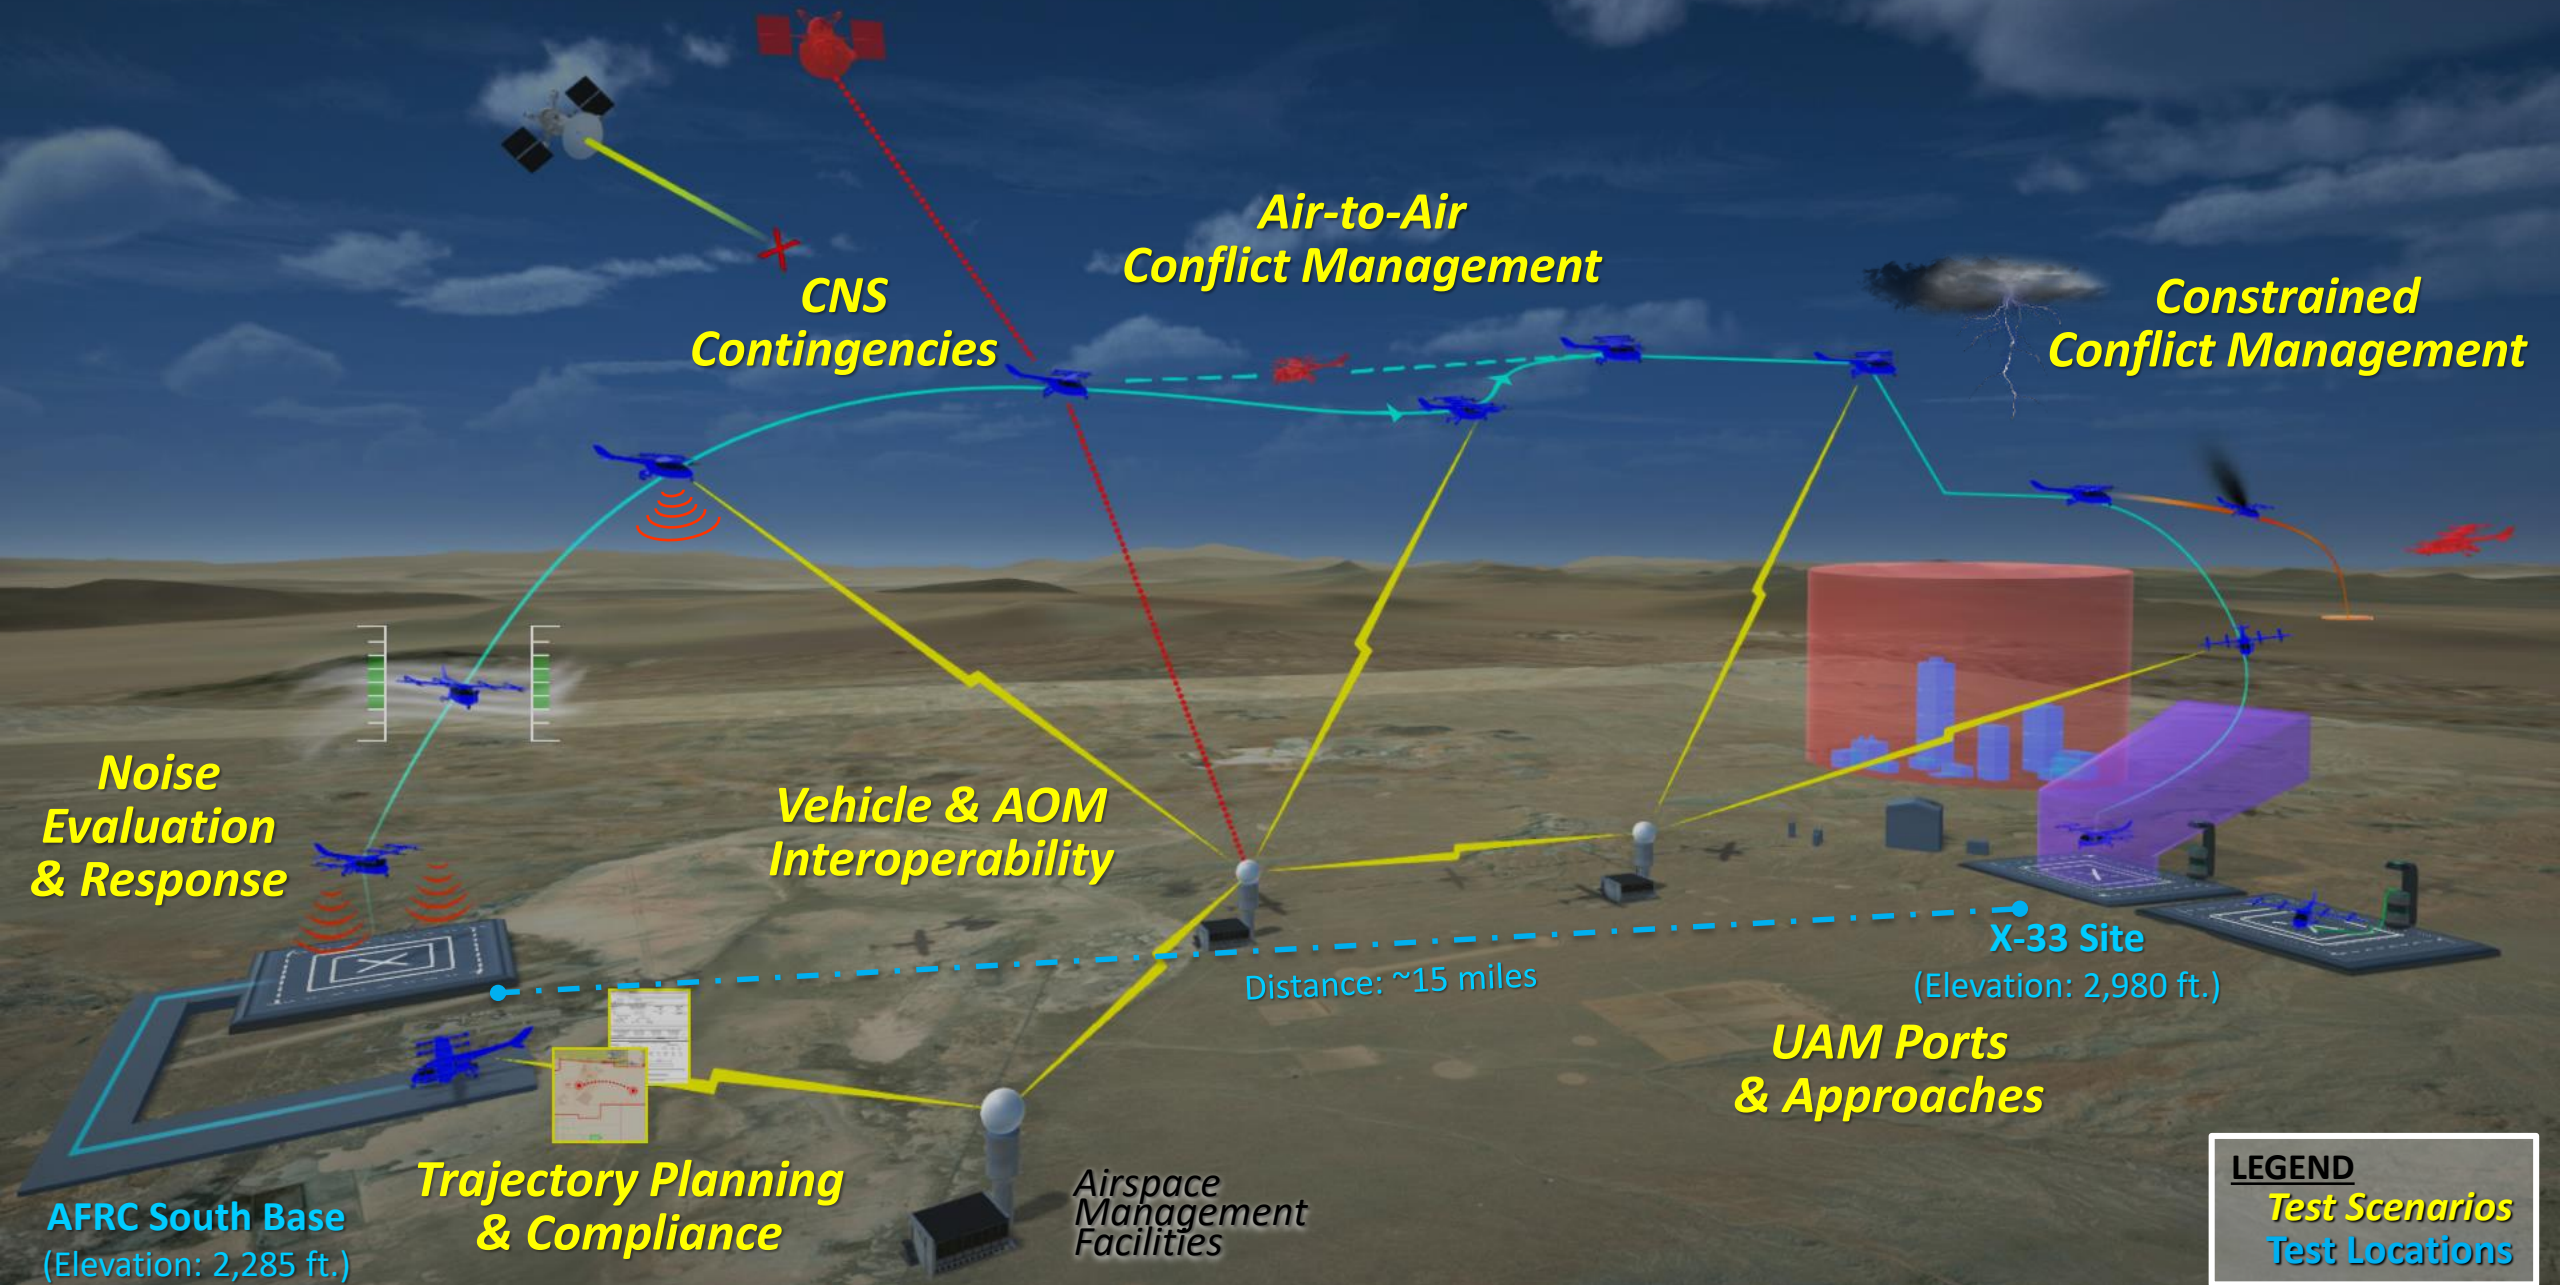 Air-to-Air
Conflict Management
CNS
Contingencies
Constrained
Conflict Management
Noise
Evaluation
& Response
Vehicle & AOM
Interoperability
X-33 Site
(Elevation: 2,980 ft.)
Distance: ~15 miles
UAM Ports
& Approaches
Trajectory Planning
& Compliance
Airspace
Management
Facilities
AFRC South Base
(Elevation: 2,285 ft.)
LEGEND
Test Scenarios
Test Locations